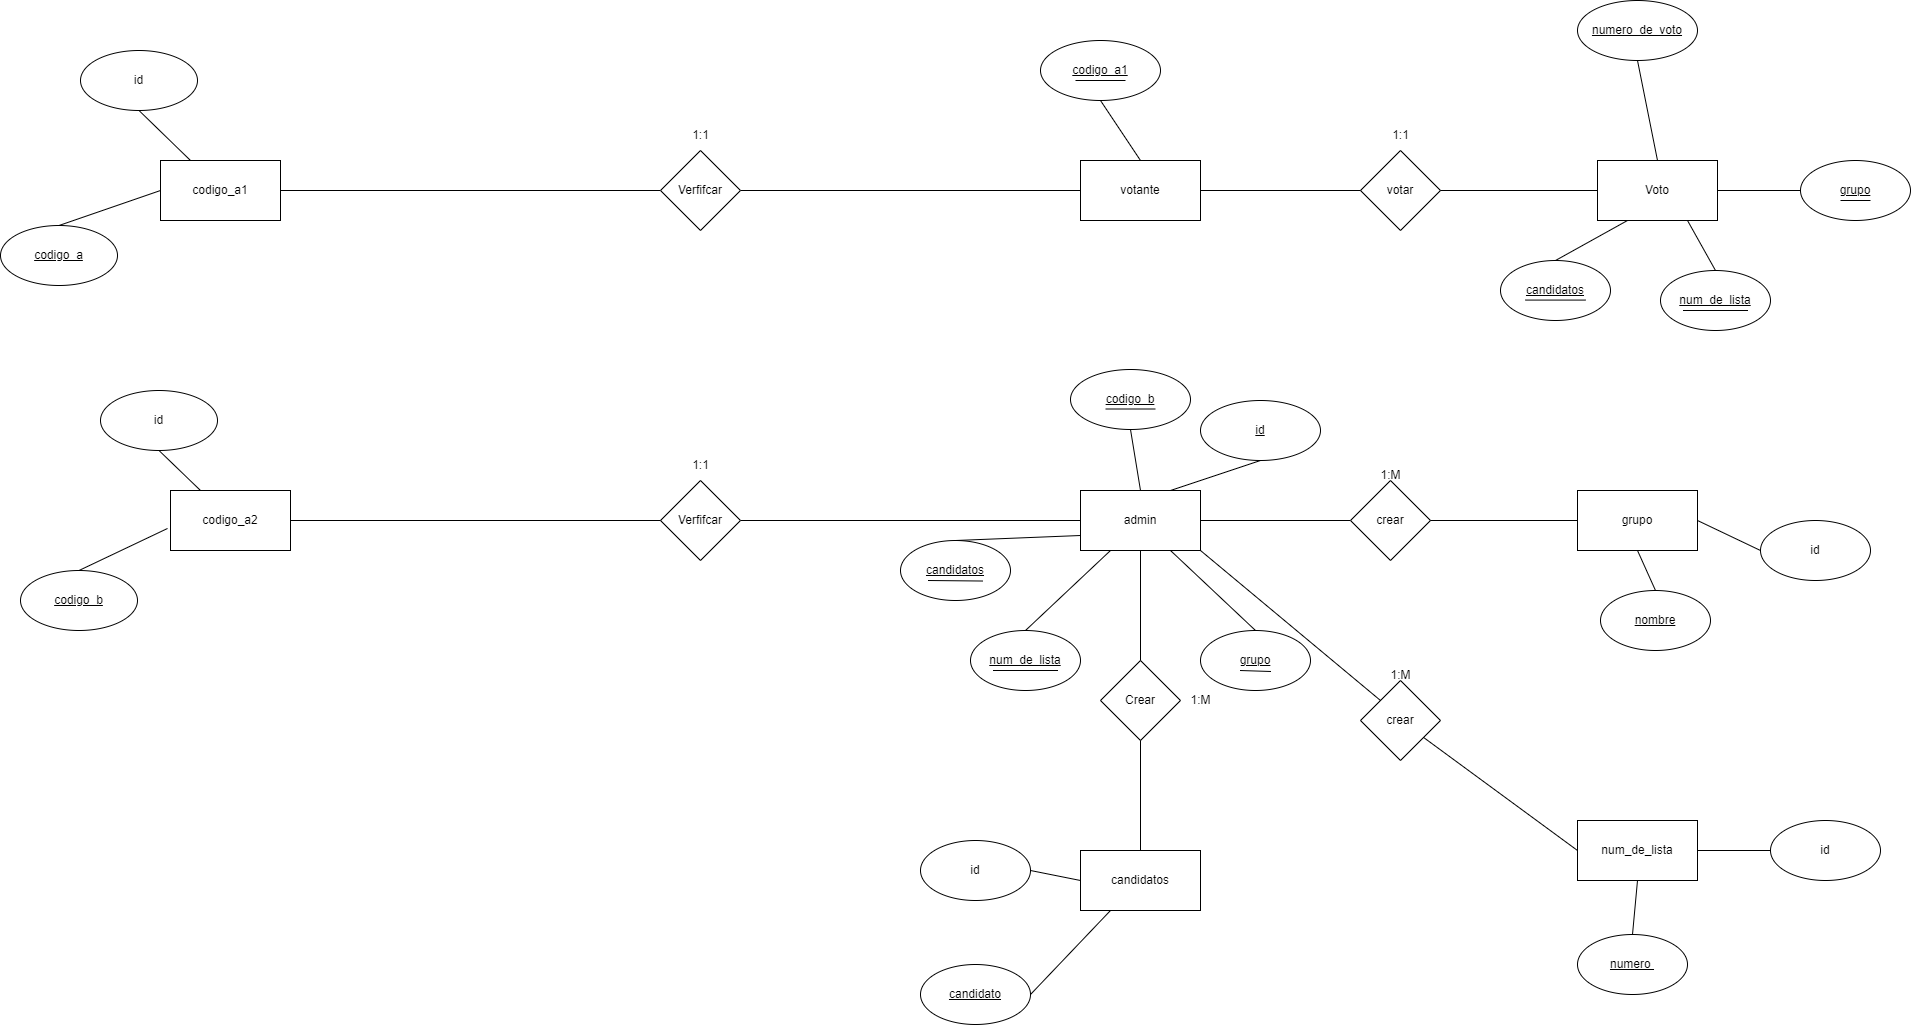 numero_de_voto
codigo_a1
id
1:1
1:1
codigo_a1
Verfifcar
votante
votar
Voto
grupo
codigo_a
candidatos
num_de_lista
codigo_b
id
id
1:1
1:M
codigo_a2
Verfifcar
admin
crear
grupo
id
candidatos
codigo_b
nombre
num_de_lista
grupo
1:M
Crear
1:M
crear
num_de_lista
id
id
candidatos
numero
candidato